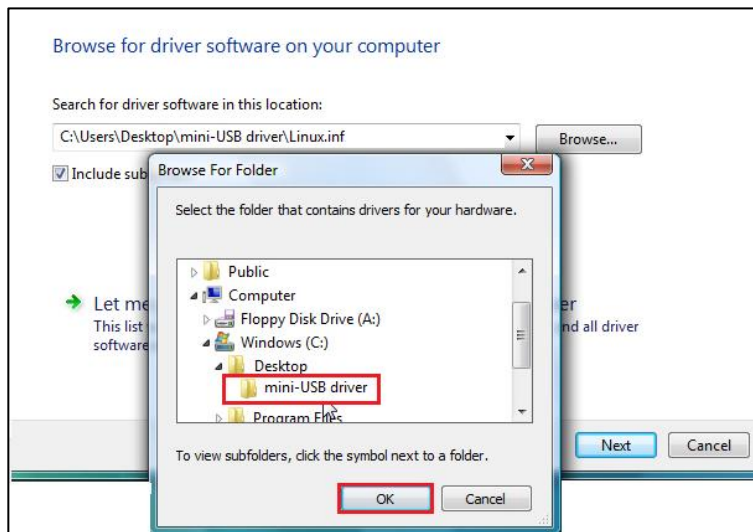 Browse for driver software on your computer
Search for driver software in this location:
C:\Users\Desktop\mini-USB driver\Linux.inf
Browse...
Include sub
Browse For Folder
Select the folder that contains drivers for your hardware.
Public
Computer
Floppy Disk Drive (A:)
Windows (C:)
Desktop
mini-USB driver
Program Files
To view subfolders, click the symbol next to a folder.
OK
Cancel
Let me
er
This list
nd all driver
software
Next
Cancel